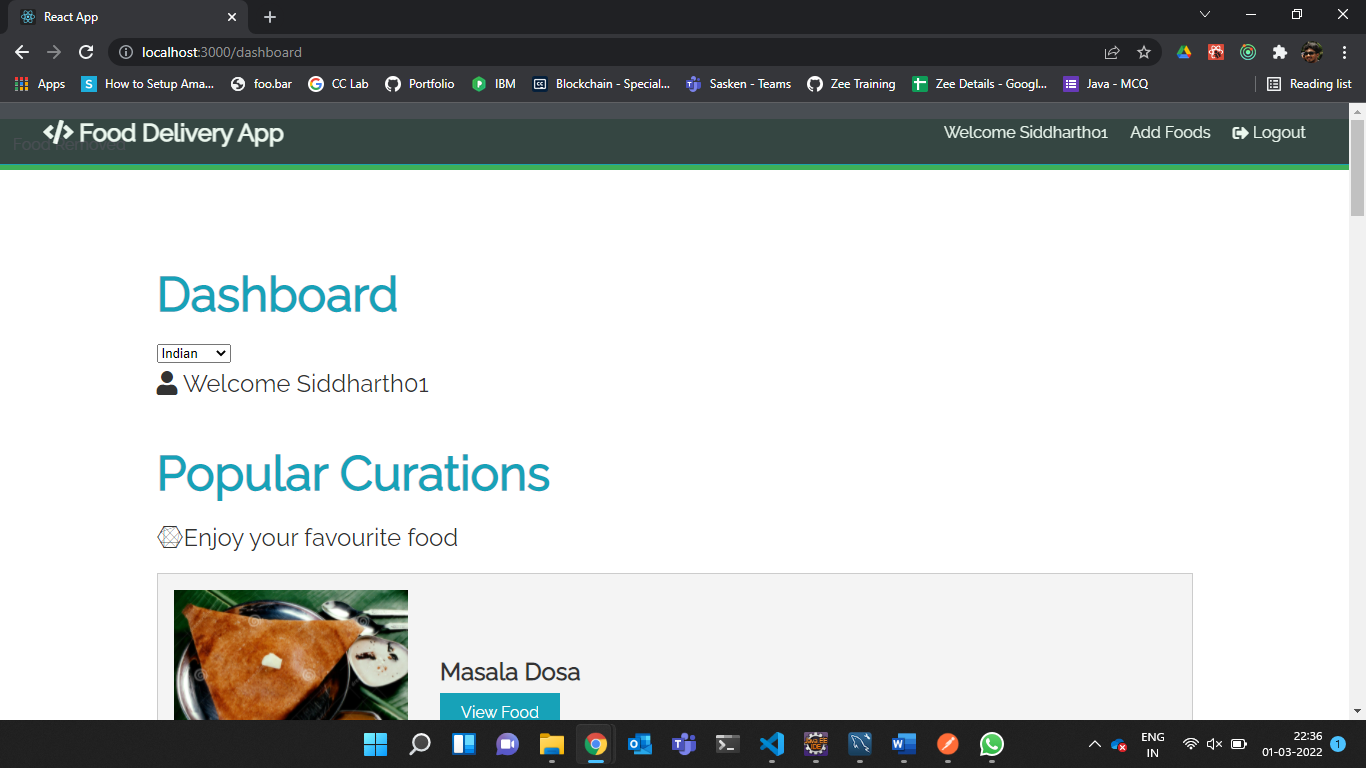 React App
localhost:3000/dashboard
Apps
How to Setup Ama...
foo.bar
CC Lab
Portfolio
IBM
Blockchain - Special...
Sasken - Teams
Zee Training
Zee Details - Googl...
Java - MCQ
Reading list
</> Food Delivery App
Food Removed
Welcome Siddharth01
Add Foods
Logout
Dashboard
Indian
Welcome Siddharth01
Popular Curations
Enjoy your favourite food
Masala Dosa
View Food
ENG
IN
22:36
01-03-2022
1